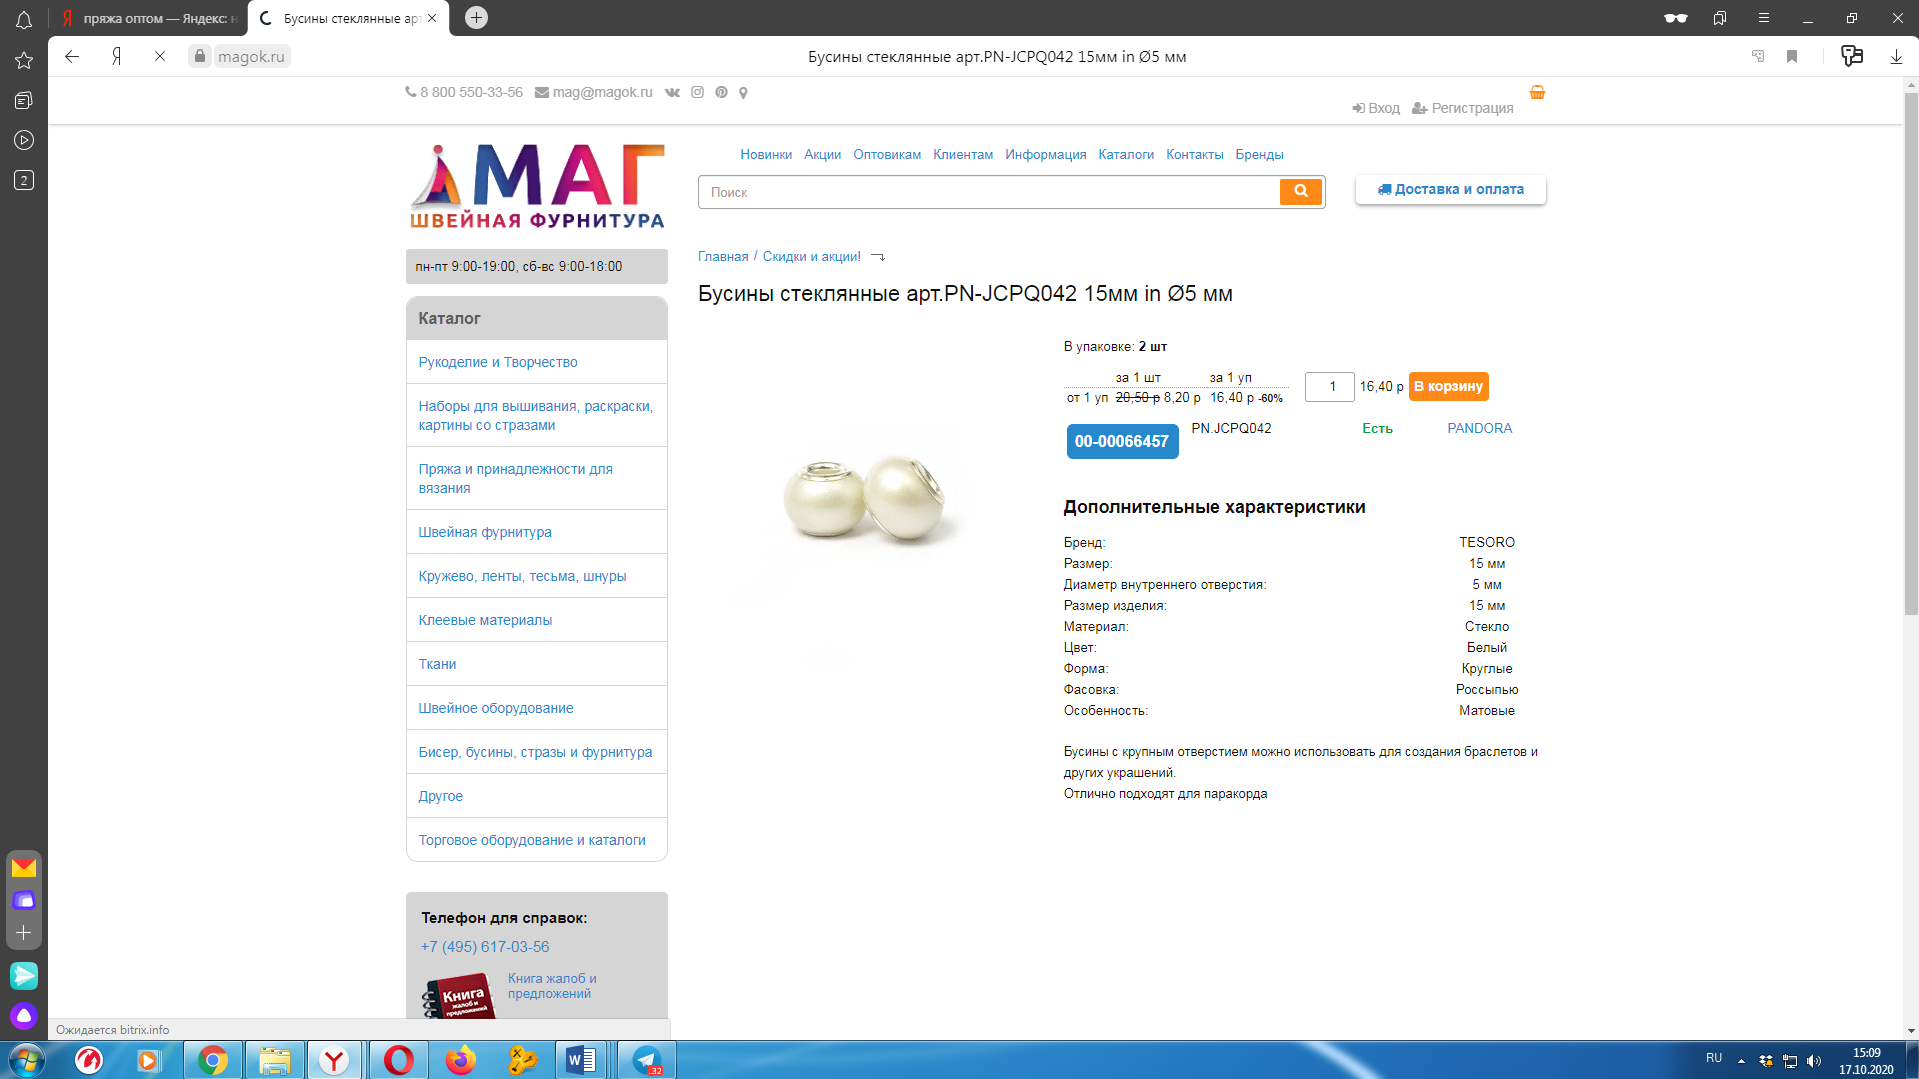 пряжа оптом — Яндекс: н
Бусины стеклянные арт
magok.ru
Бусины стеклянные арт.PN-JCPQ042 15мм in Ø5 мм
2
8 800 550-33-56
mag@magok.ru
Вход
Регистрация
МАГ
ШВЕЙНАЯ ФУРНИТУРА
Новинки Акции Оптовикам Клиентам Информация Каталоги Контакты Бренды
Поиск
Доставка и оплата
пн-пт 9:00-19:00, сб-вс 9:00-18:00
Каталог
Рукоделие и Творчество
Наборы для вышивания, раскраски,
картины со стразами
Пряжа и принадлежности для
вязания
Швейная фурнитура
Кружево, ленты, тесьма, шнуры
Клеевые материалы
Ткани
Швейное оборудование
Бисер, бусины, стразы и фурнитура
Другое
Торговое оборудование и каталоги
Телефон для справок:
+7 (495) 617-03-56
Книга
жалоб и
предложений
Книга жалоб и
предложений
Главная / Скидки и акции!
Бусины стеклянные арт.PN-JCPQ042 15мм in Ø5 мм
В упаковке: 2 шт
за 1 шт за 1 уп
от 1 уп 20,50 р 8,20 р 16,40 р -60%
1 16,40 р В корзину
00-00066457 PN.JCPQ042 Есть PANDORA
Дополнительные характеристики
Бренд: TESORO
Размер: 15 мм
Диаметр внутреннего отверстия: 5 мм
Размер изделия: 15 мм
Материал: Стекло
Цвет: Белый
Форма: Круглые
Фасовка: Россыпью
Особенность: Матовые
Бусины с крупным отверстием можно использовать для создания браслетов и
других украшений.
Отлично подходят для паракорда
Ожидается bitrix.info
32
RU
15:09
17.10.2020